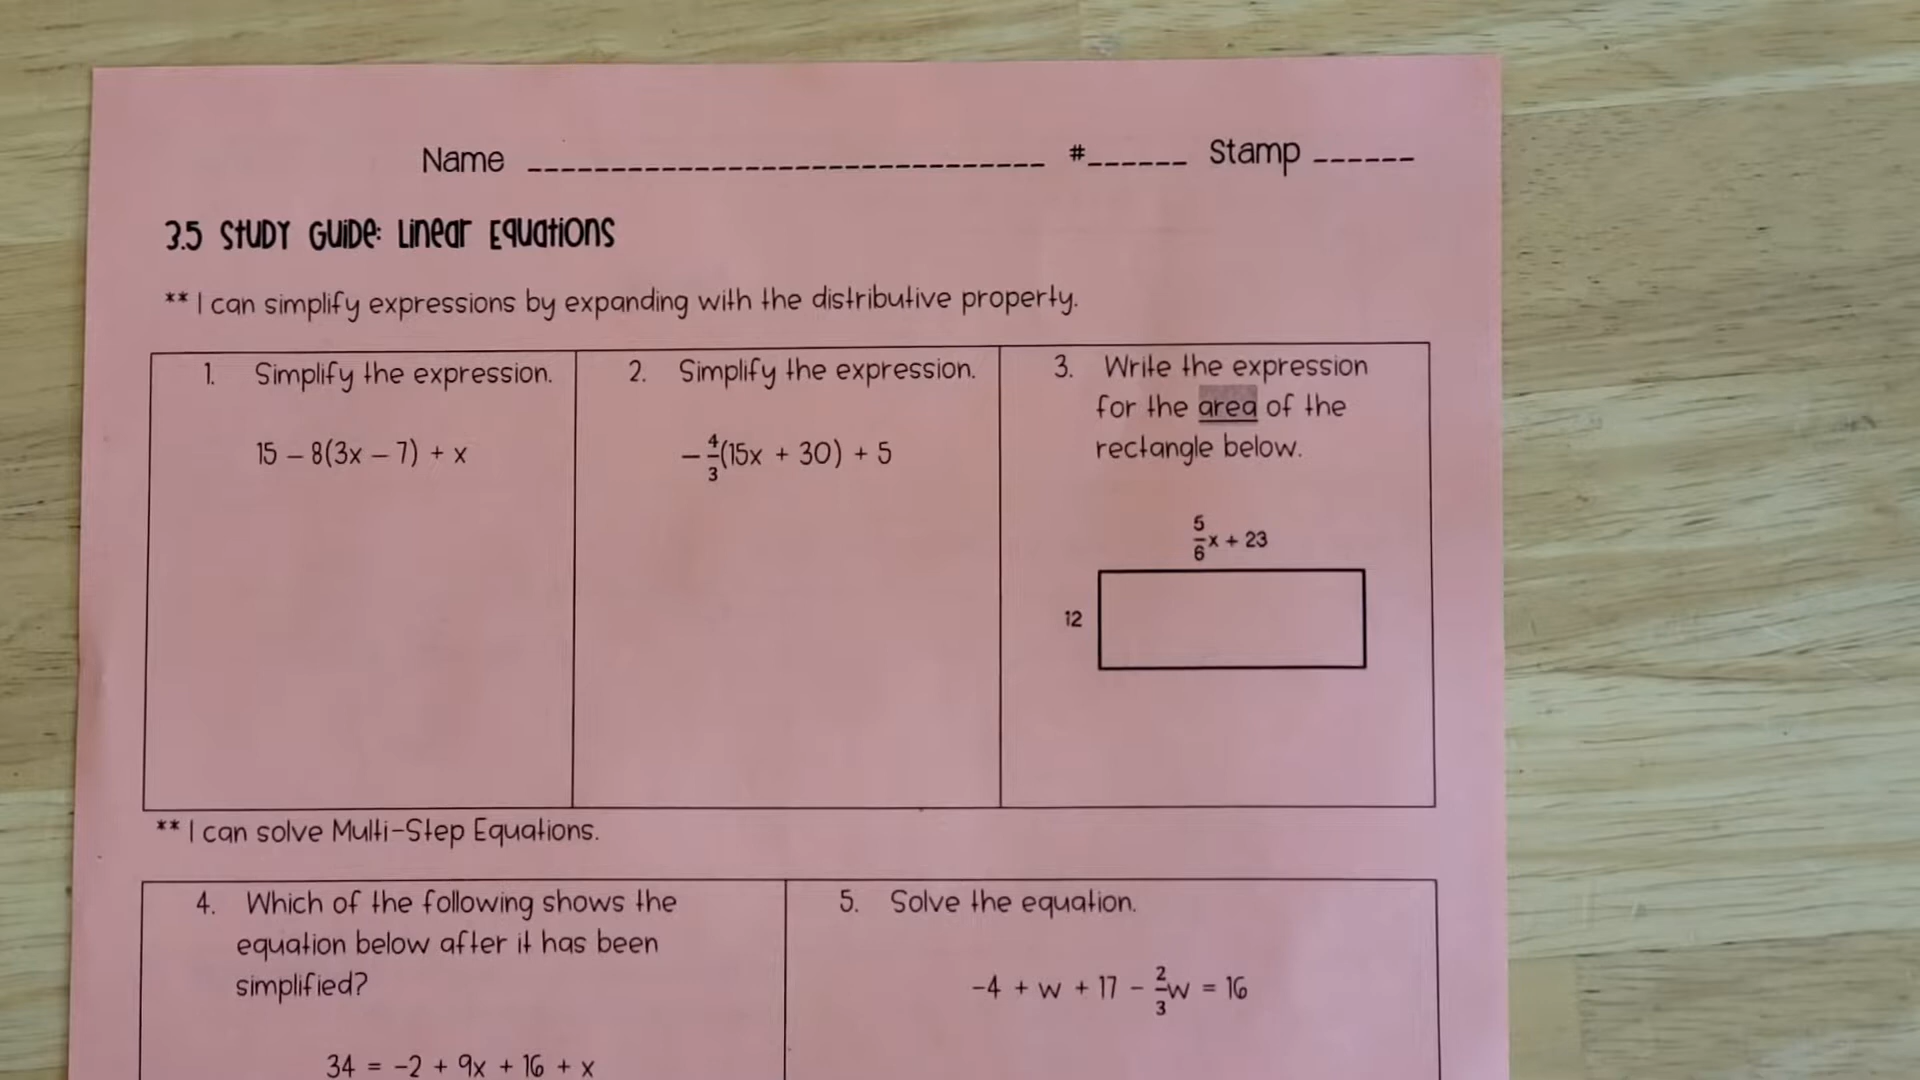 Name ______________________________ #______ Stamp ______
3.5 Study Guide: Linear Equations
** I can simplify expressions by expanding with the distributive property.
1. Simplify the expression.
15 – 8(3x – 7) + x
2. Simplify the expression.
–4/3(15x + 30) + 5
3. Write the expression
for the area of the
rectangle below.
5/6x + 23
12
** I can solve Multi-Step Equations.
4. Which of the following shows the
equation below after it has been
simplified?
34 = -2 + 9x + 16 + x
5. Solve the equation.
-4 + w + 17 - 2/3w = 16